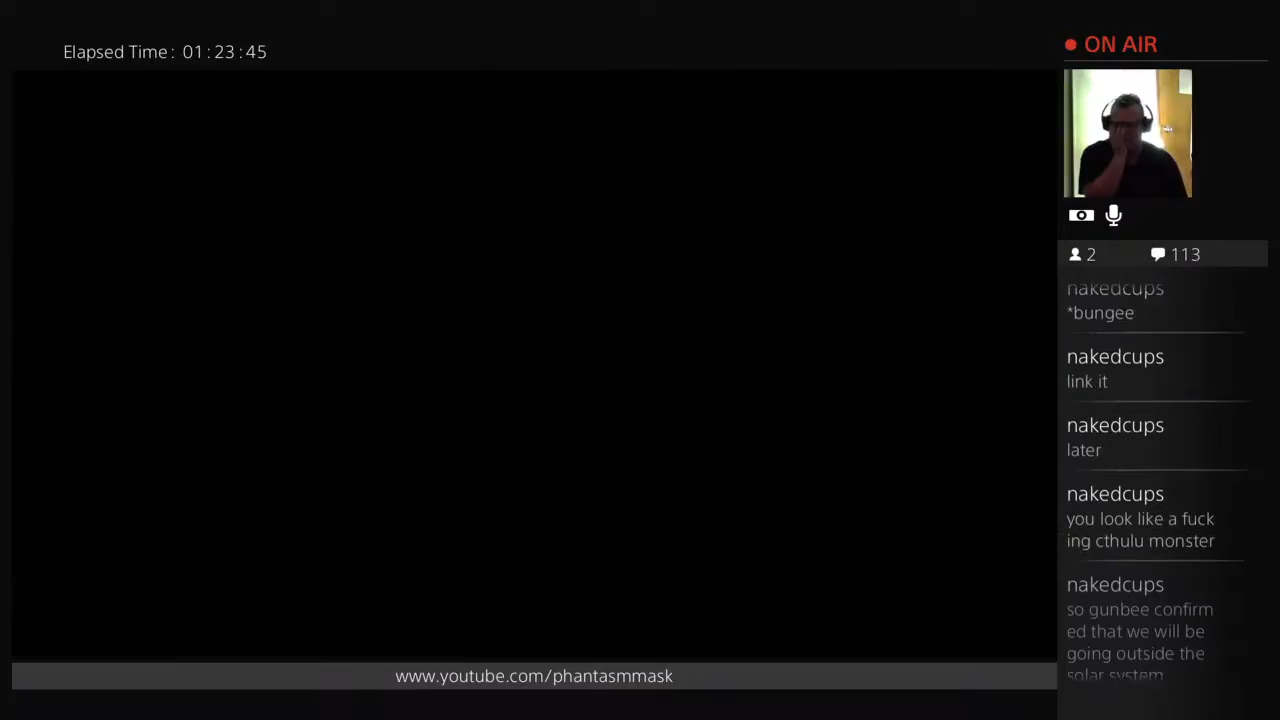 Elapsed Time: 01:23:45
ON AIR
2 113
nakedcups
*bungee
nakedcups
link it
nakedcups
later
nakedcups
you look like a fuck
ing cthulu monster
nakedcups
so gunbee confirm
ed that we will be
going outside the
solar system
www.youtube.com/phantasmmask